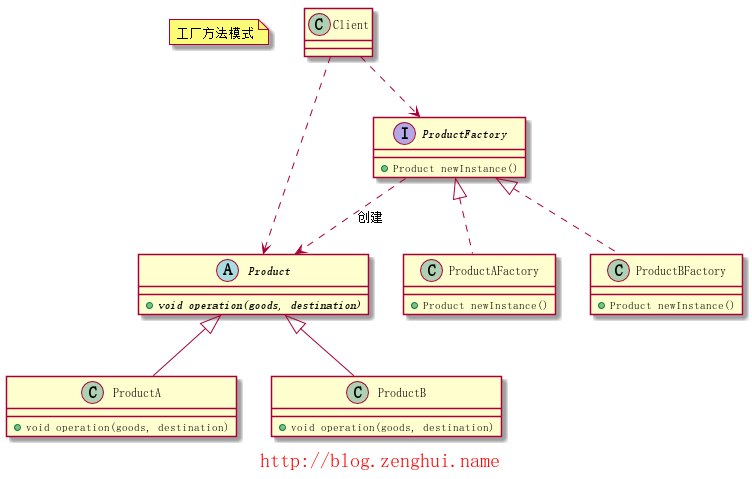 工厂方法模式
C Client
I ProductFactory
Product newInstance()
创建
A Product
void operation(goods, destination)
C ProductAFactory
Product newInstance()
C ProductBFactory
Product newInstance()
C ProductA
void operation(goods, destination)
C ProductB
void operation(goods, destination)
http://blog.zenghui.name